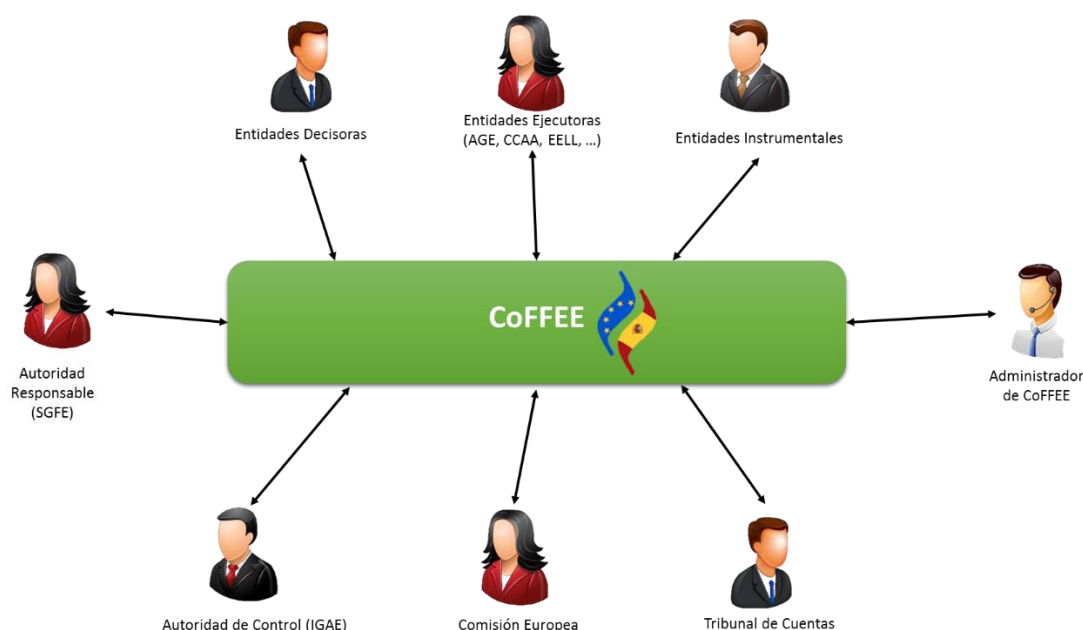 Entidades Decisoras
Entidades Ejecutoras
(AGE, CCAA, EELL, ...)
Entidades Instrumentales
CoFFEE
Autoridad
Responsable
(SGFE)
Administrador
de CoFFEE
Autoridad de Control (IGAE)
Comisión Europea
Tribunal de Cuentas